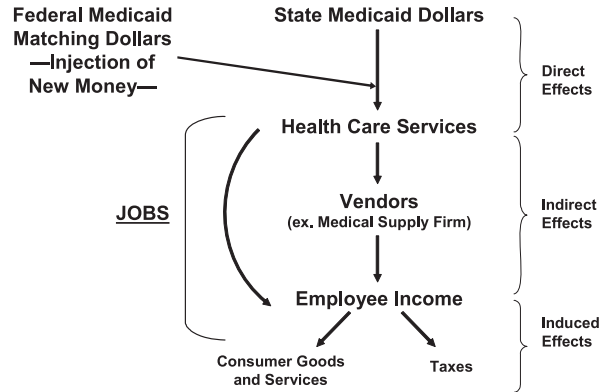 Federal Medicaid
Matching Dollars
—Injection of
New Money—
State Medicaid Dollars
Direct
Effects
Health Care Services
JOBS
Vendors
(ex. Medical Supply Firm)
Indirect
Effects
Employee Income
Induced
Effects
Consumer Goods
and Services
Taxes